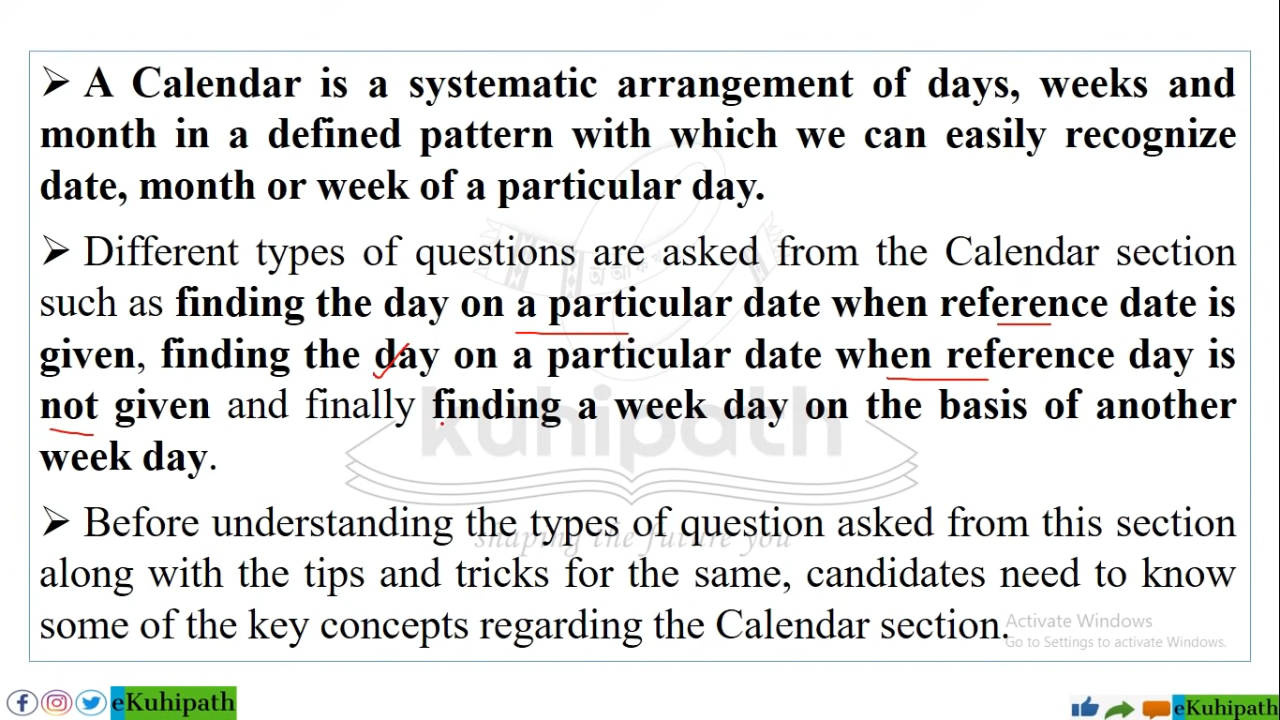 ➢ A Calendar is a systematic arrangement of days, weeks and
month in a defined pattern with which we can easily recognize
date, month or week of a particular day.
➢ Different types of questions are asked from the Calendar section
such as finding the day on a particular date when reference date is
given, finding the day on a particular date when reference day is
not given and finally finding a week day on the basis of another
week day.
➢ Before understanding the types of question asked from this section
along with the tips and tricks for the same, candidates need to know
some of the key concepts regarding the Calendar section.
kuhipath
shaping the future you
Activate Windows
Go to Settings to activate Windows.
eKuhipath
eKuhipath